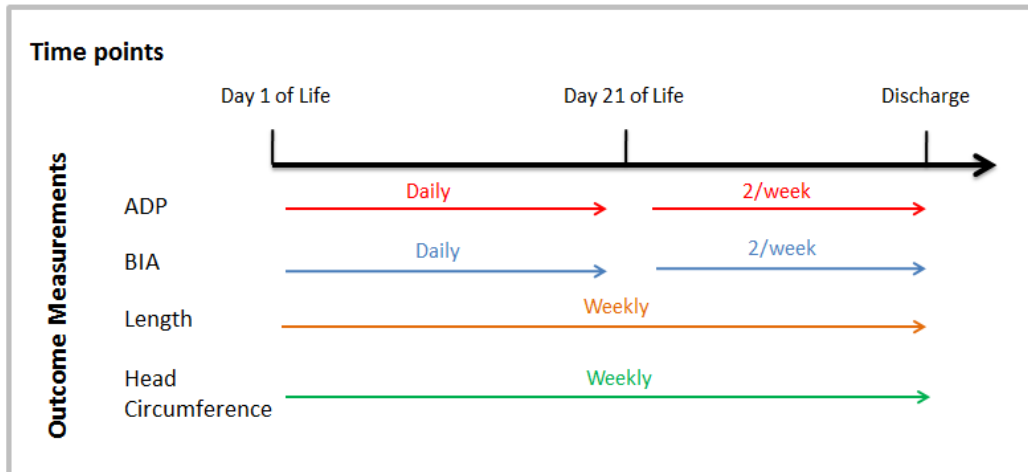 Time points
Day 1 of Life
Day 21 of Life
Discharge
Outcome Measurements
ADP
Daily
2/week
BIA
Daily
2/week
Length
Weekly
Head
Circumference
Weekly